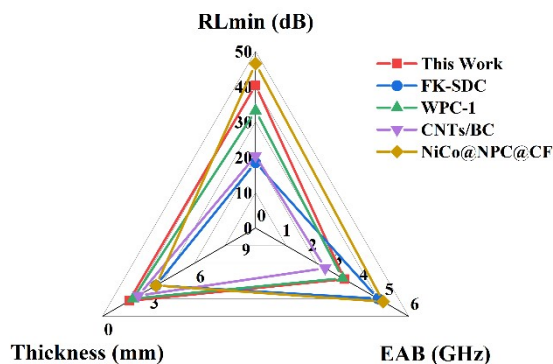 RLmin (dB)
50
40
30
20
10
0
0
1
2
3
4
5
6
9
6
3
0
Thickness (mm)
EAB (GHz)
This Work
FK-SDC
WPC-1
CNTs/BC
NiCo@NPC@CF